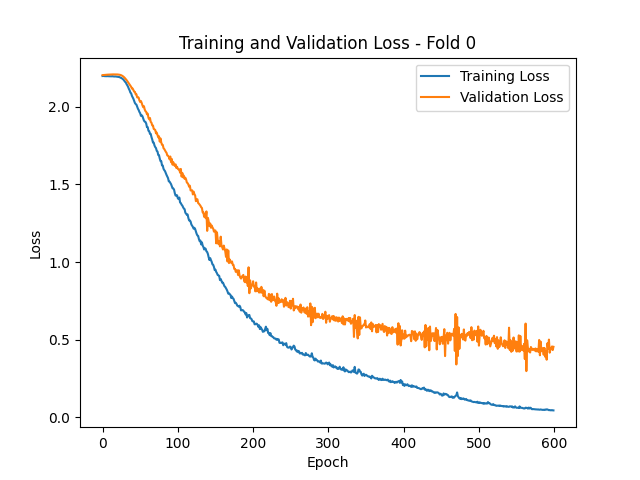 Training and Validation Loss - Fold 0
Training Loss
Validation Loss
Loss
2.0
1.5
1.0
0.5
0.0
0 100 200 300 400 500 600
Epoch